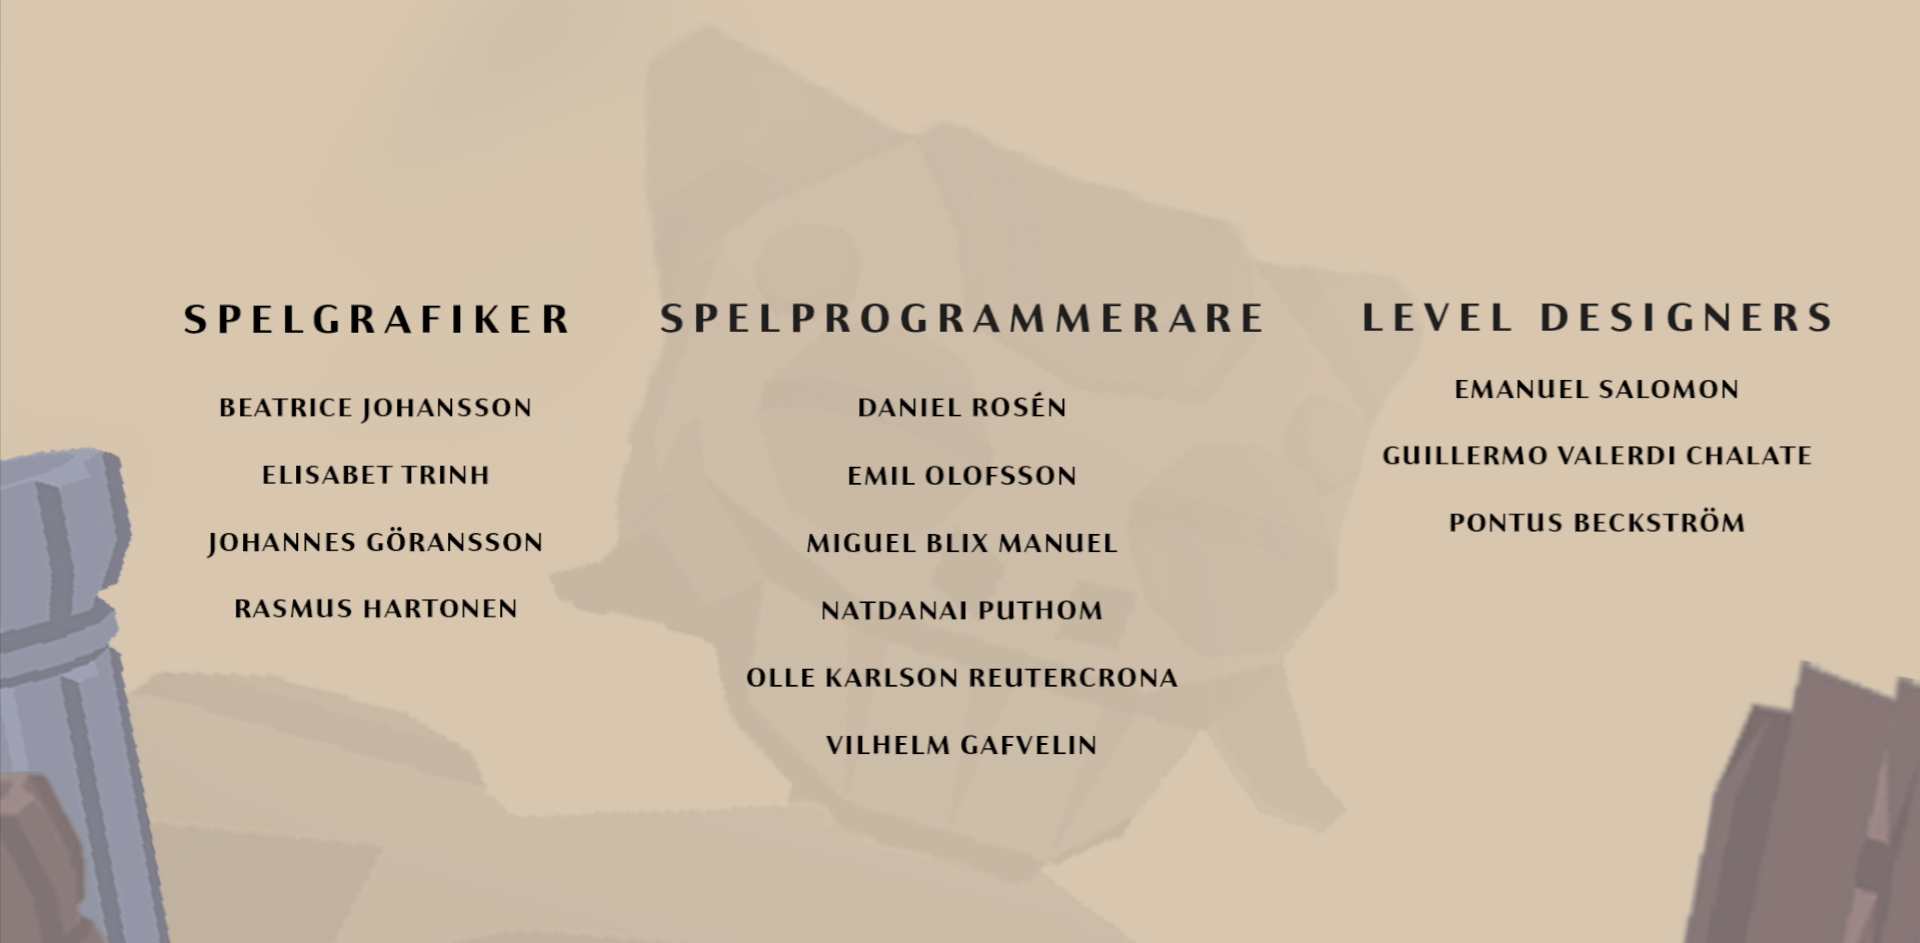 SPELGRAFIKER
BEATRICE JOHANSSON
ELISABET TRINH
JOHANNES GÖRANSSON
RASMUS HARTONEN
SPELPROGRAMMERARE
DANIEL ROSÉN
EMIL OLOFSSON
MIGUEL BLIX MANUEL
NATDANAI PUTHOM
OLLE KARLSON REUTERCRONA
VILHELM GAFVELIN
LEVEL DESIGNERS
EMANUEL SALOMON
GUILLERMO VALERDI CHALATE
PONTUS BECKSTRÖM